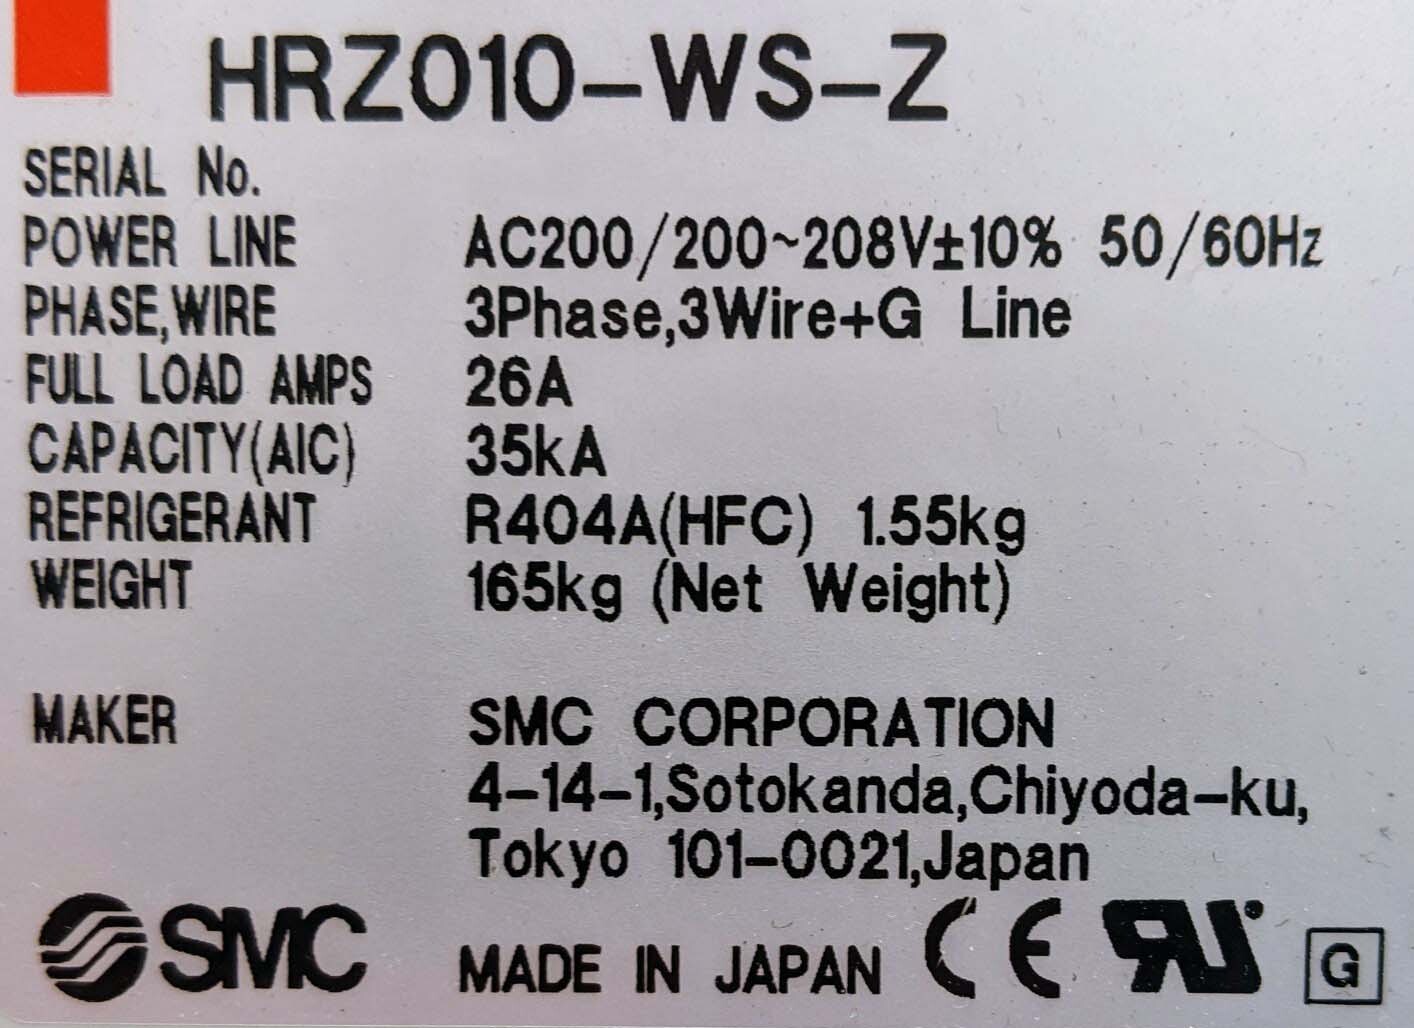 HRZ010-WS-Z
SERIAL No.
POWER LINE AC200/200~208V±10% 50/60Hz
PHASE,WIRE 3Phase,3Wire+G Line
FULL LOAD AMPS 26A
CAPACITY(AIC) 35kA
REFRIGERANT R404A(HFC) 1.55kg
WEIGHT 165kg (Net Weight)
MAKER SMC CORPORATION
4-14-1,Sotokanda,Chiyoda-ku,
Tokyo 101-0021,Japan
SMC MADE IN JAPAN CE RU G